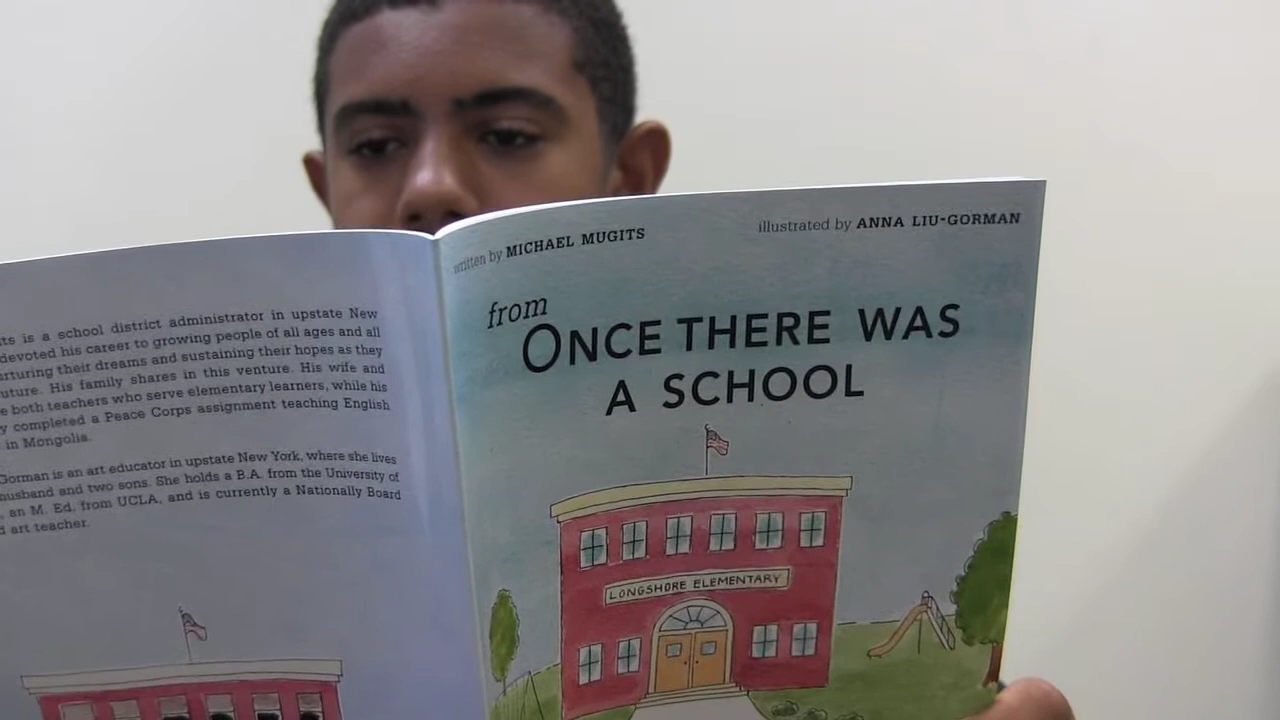 ts is a school district administrator in upstate New
devoted his career to growing people of all ages and all
rturing their dreams and sustaining their hopes as they
uture. His family shares in this venture. His wife and
e both teachers who serve elementary learners, while his
y completed a Peace Corps assignment teaching English
in Mongolia.
Gorman is an art educator in upstate New York, where she lives
husband and two sons. She holds a B.A. from the University of
, an M. Ed. from UCLA, and is currently a Nationally Board
d art teacher.
written by MICHAEL MUGITS
illustrated by ANNA LIU-GORMAN
from
ONCE THERE WAS
A SCHOOL
LONGSHORE ELEMENTARY